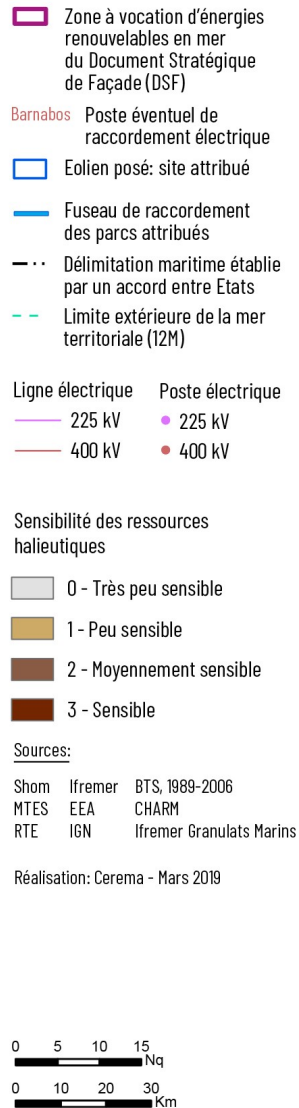 Zone à vocation d'énergies
renouvelables en mer
du Document Stratégique
de Façade (DSF)
Barnabos Poste éventuel de
raccordement électrique
Eolien posé: site attribué
Fuseau de raccordement
des parcs attribués
Délimitation maritime établie
par un accord entre Etats
Limite extérieure de la mer
territoriale (12M)
Ligne électrique Poste électrique
225 kV 225 kV
400 kV 400 kV
Sensibilité des ressources
halieutiques
0 - Très peu sensible
1 - Peu sensible
2 - Moyennement sensible
3 - Sensible
Sources:
Shom Ifremer BTS, 1989-2006
MTES EEA CHARM
RTE IGN Ifremer Granulats Marins
Réalisation: Cerema - Mars 2019
0 5 10 15
Nq
0 10 20 30
Km